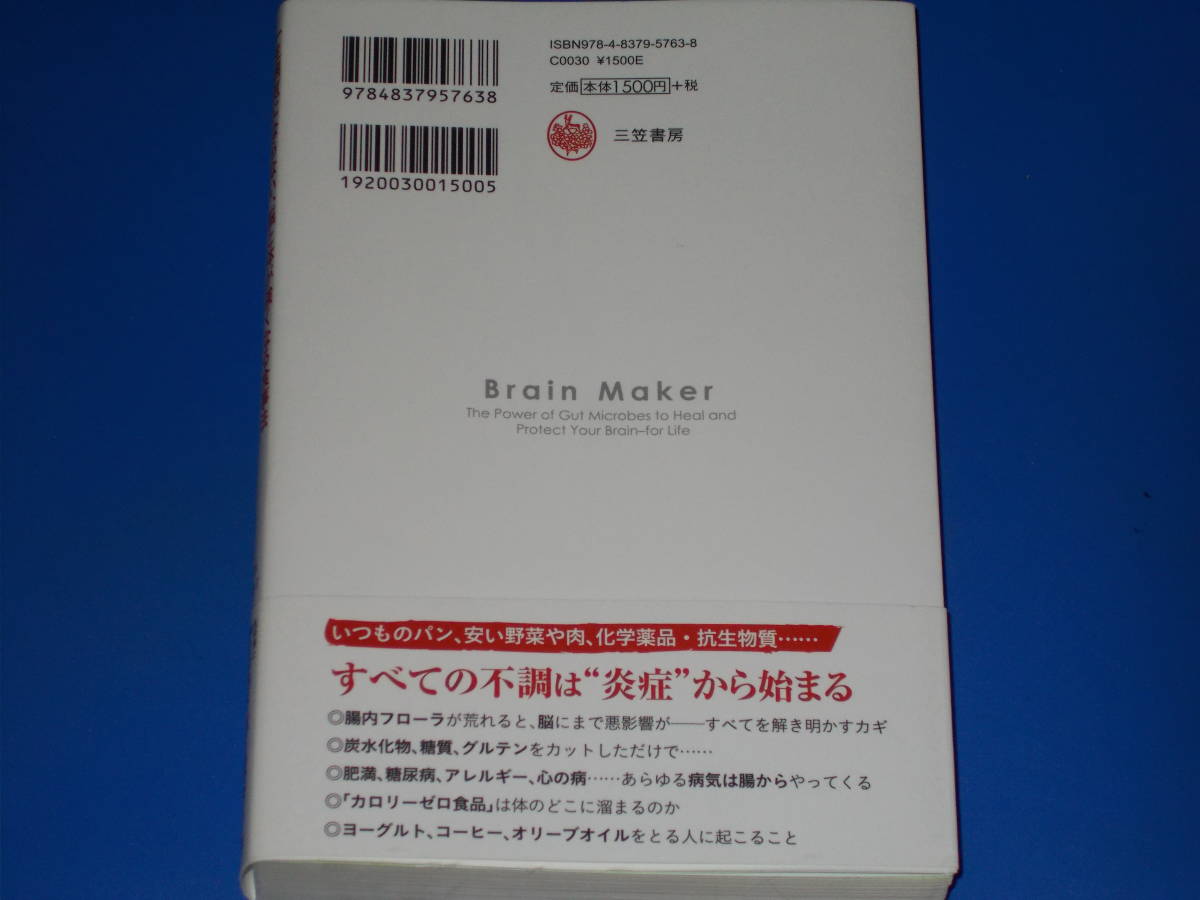 9784837957638
1920030015005
ISBN978-4-8379-5763-8
C0030 ¥1500E
定価 本体1500円+税
三笠書房
Brain Maker
The Power of Gut Microbes to Heal and
Protect Your Brain–for Life
いつものパン、安い野菜や肉、化学薬品・抗生物質……
すべての不調は“炎症”から始まる
◎腸内フローラが荒れると、脳にまで悪影響が――すべてを解き明かすカギ
◎炭水化物、糖質、グルテンをカットしただけで……
◎肥満、糖尿病、アレルギー、心の病……あらゆる病気は腸からやってくる
◎「カロリーゼロ食品」は体のどこに溜まるのか
◎ヨーグルト、コーヒー、オリーブオイルをとる人に起こること